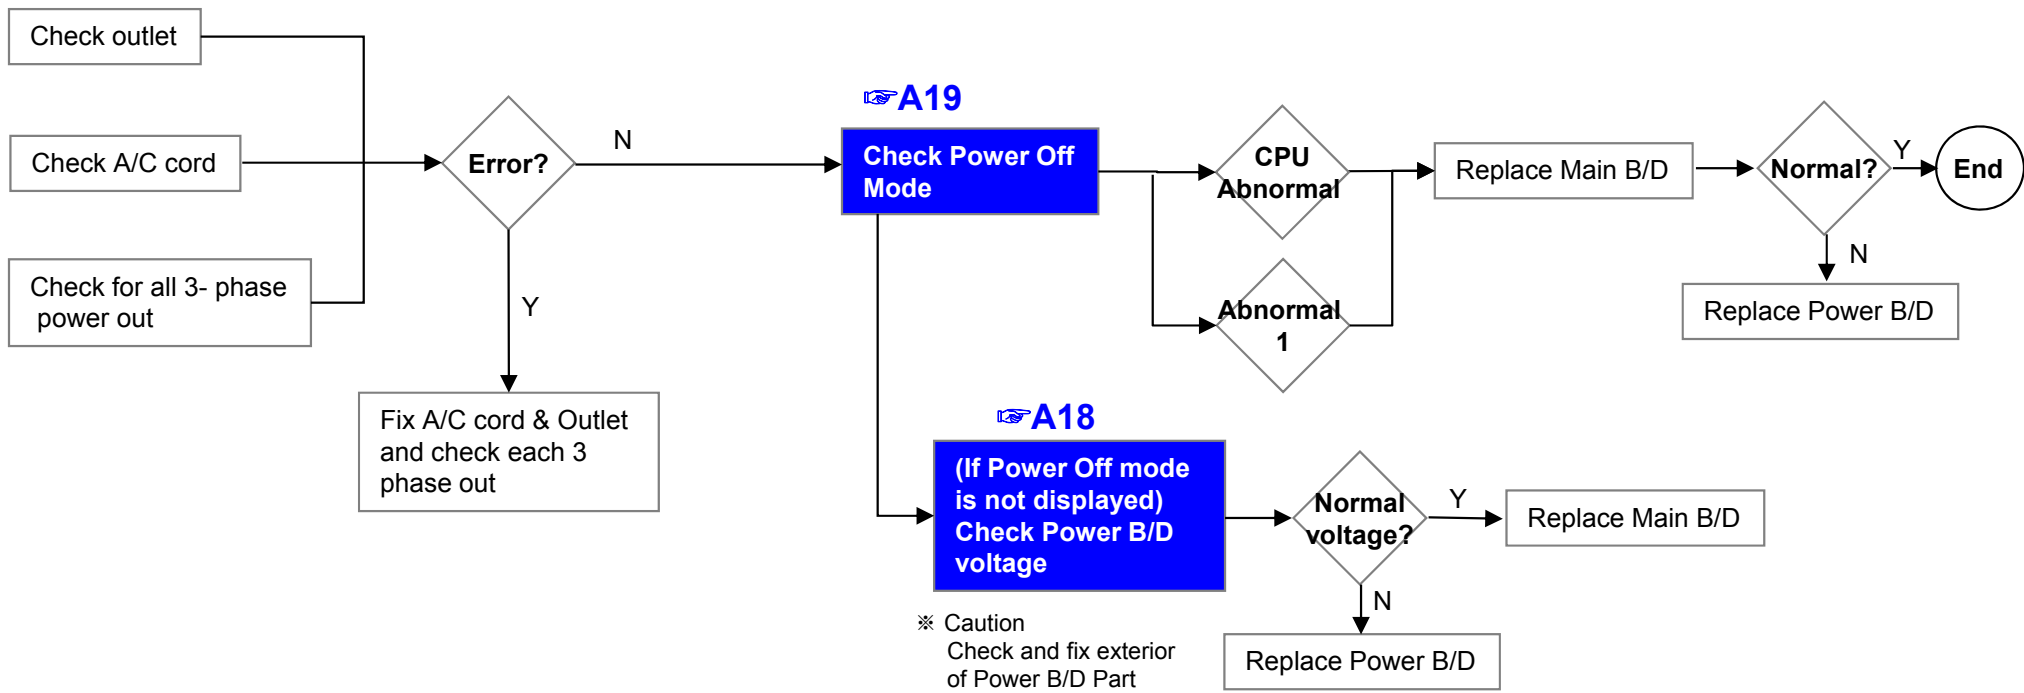 Check outlet
Check A/C cord
Check for all 3- phase
power out
Error?
N
Y
Fix A/C cord & Outlet
and check each 3
phase out
☞A19
Check Power Off
Mode
CPU
Abnormal
Abnormal
1
Replace Main B/D
Normal?
Y
End
N
Replace Power B/D
☞A18
(If Power Off mode
is not displayed)
Check Power B/D
voltage
※ Caution
Check and fix exterior
of Power B/D Part
Normal
voltage?
Y
Replace Main B/D
N
Replace Power B/D